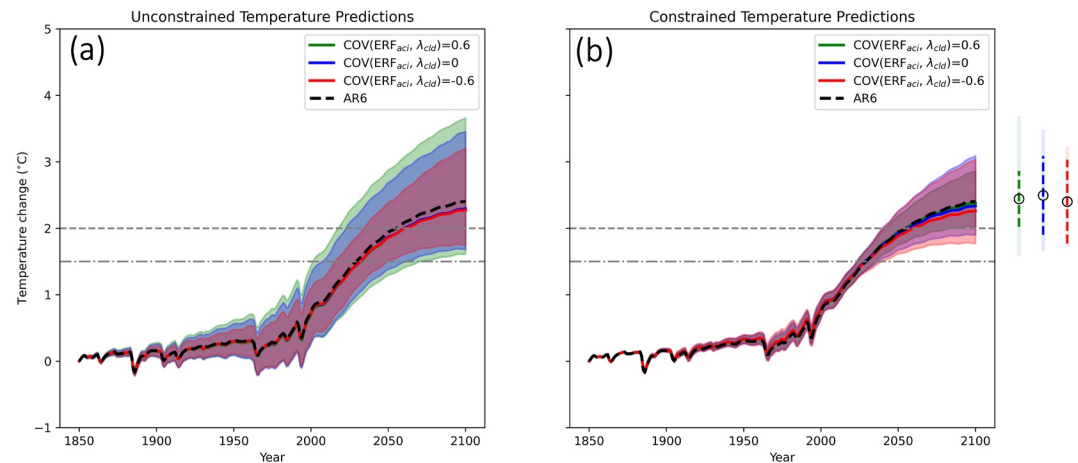 Unconstrained Temperature Predictions
(a)
COV(ERFaci, λcld)=0.6
COV(ERFaci, λcld)=0
COV(ERFaci, λcld)=-0.6
AR6
5
4
3
2
1
0
−1
Temperature change (°C)
1850 1900 1950 2000 2050 2100
Year
Constrained Temperature Predictions
(b)
COV(ERFaci, λcld)=0.6
COV(ERFaci, λcld)=0
COV(ERFaci, λcld)=-0.6
AR6
1850 1900 1950 2000 2050 2100
Year